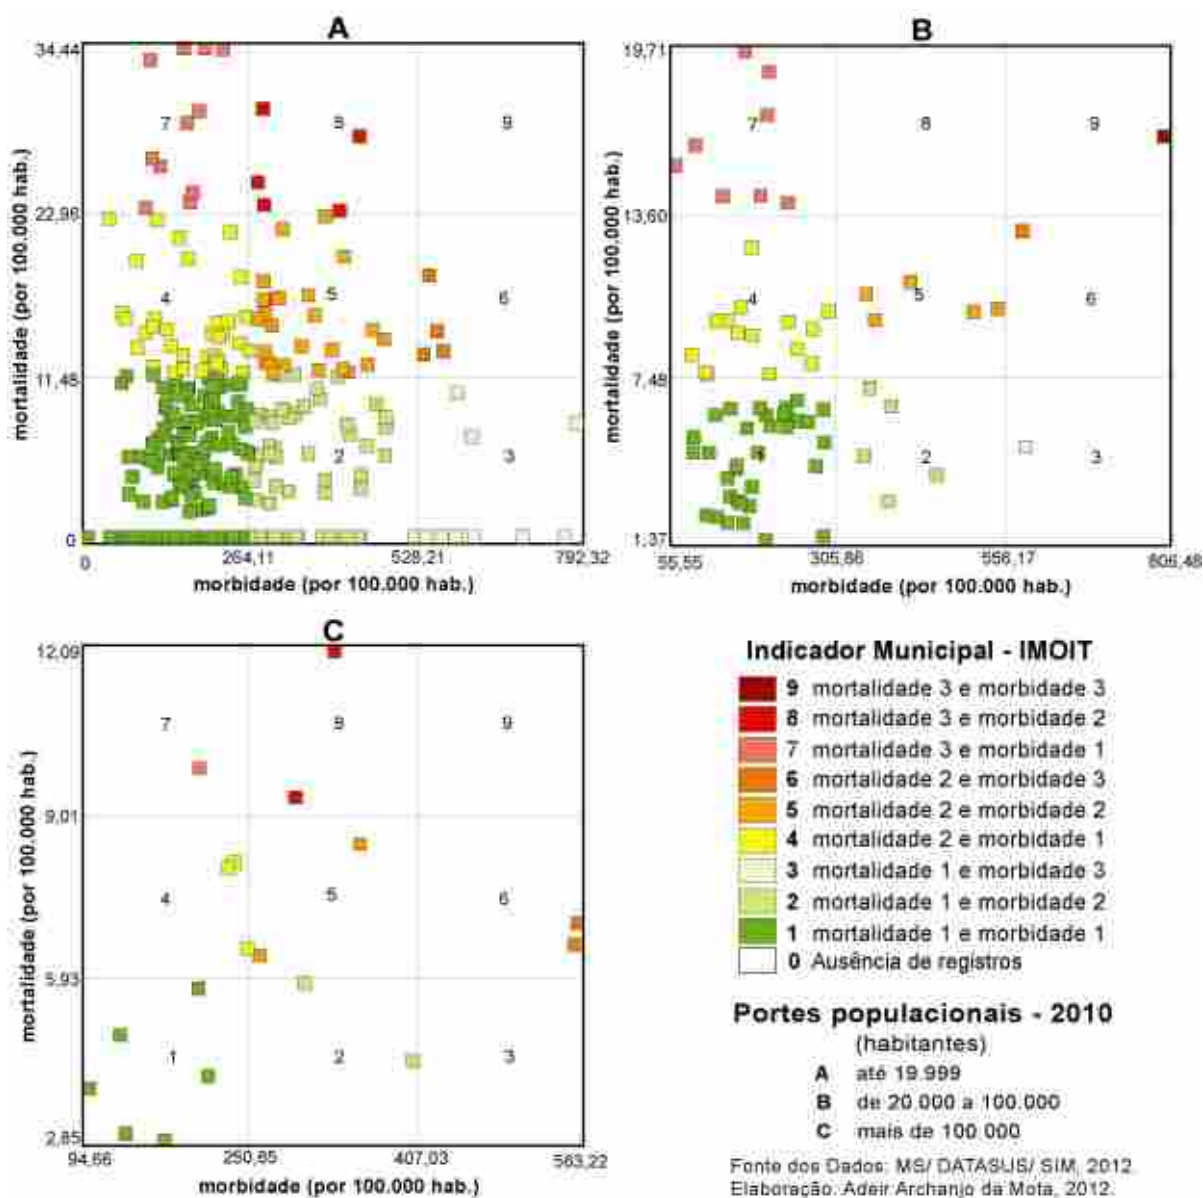 A
34,44
22,96
11,48
0
mortalidade (por 100.000 hab.)
7
8
9
4
5
6
2
3
0
264,11
528,21
792,32
morbidade (por 100.000 hab.)
B
19,71
13,60
7,48
1,37
mortalidade (por 100.000 hab.)
7
8
9
4
5
6
1
2
3
55,55
305,86
556,17
806,48
morbidade (por 100.000 hab.)
C
12,09
9,01
5,93
2,85
mortalidade (por 100.000 hab.)
7
8
9
4
5
6
1
2
3
94,66
250,85
407,03
563,22
morbidade (por 100.000 hab.)
Indicador Municipal - IMOIT
9 mortalidade 3 e morbidade 3
8 mortalidade 3 e morbidade 2
7 mortalidade 3 e morbidade 1
6 mortalidade 2 e morbidade 3
5 mortalidade 2 e morbidade 2
4 mortalidade 2 e morbidade 1
3 mortalidade 1 e morbidade 3
2 mortalidade 1 e morbidade 2
1 mortalidade 1 e morbidade 1
0 Ausência de registros
Portes populacionais - 2010
(habitantes)
A até 19.999
B de 20.000 a 100.000
C mais de 100.000
Fonte dos Dados: MS/ DATASUS/ SIM, 2012.
Elaboração: Adeir Archanjo da Mota, 2012.